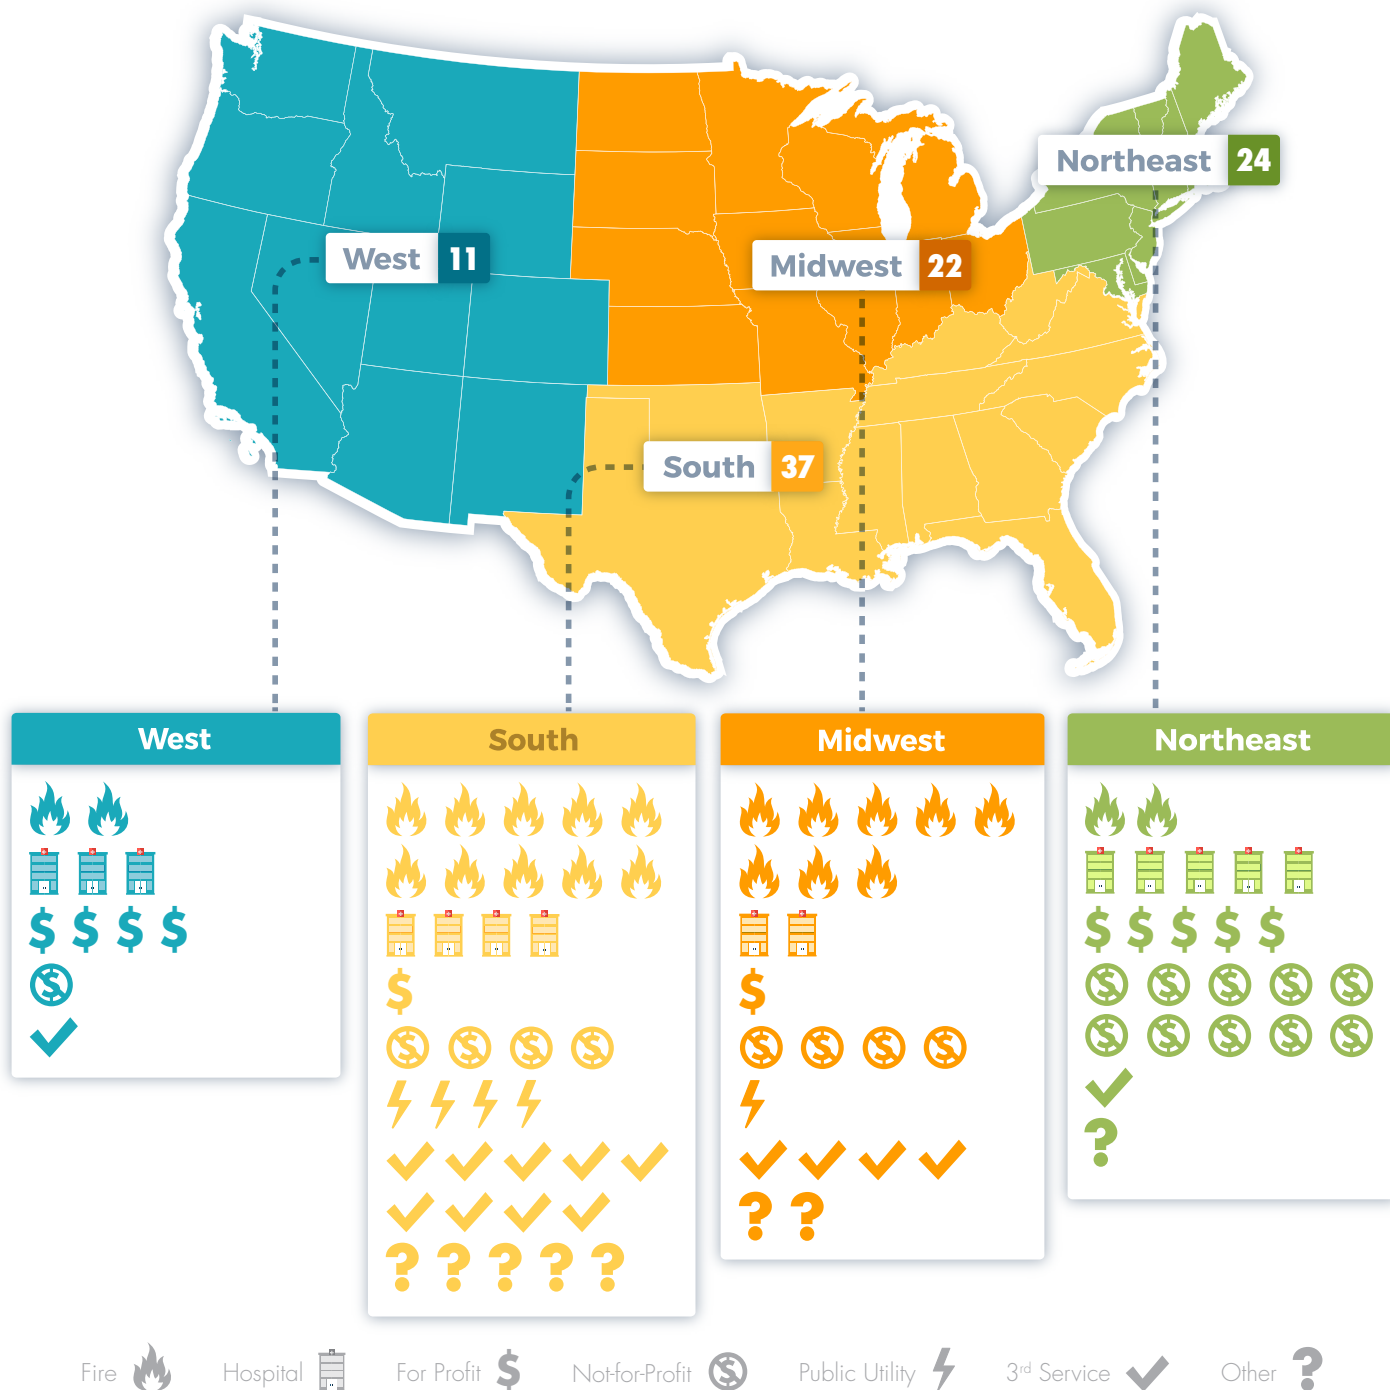 Northeast 24
West 11
Midwest 22
South 37
West
South
Midwest
Northeast
Fire
Hospital
For Profit
Not-for-Profit
Public Utility
3rd Service
Other